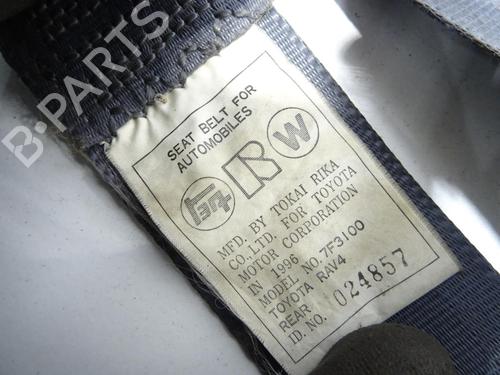 B-PARTS
SEAT BELT FOR
AUTOMOBILES
R W
MFD. BY TOKAI RIKA
CO.,LTD. FOR TOYOTA
MOTOR CORPORATION
IN 1996
MODEL NO. 7F3100
TOYOTA RAV4
REAR
ID. NO. 024857